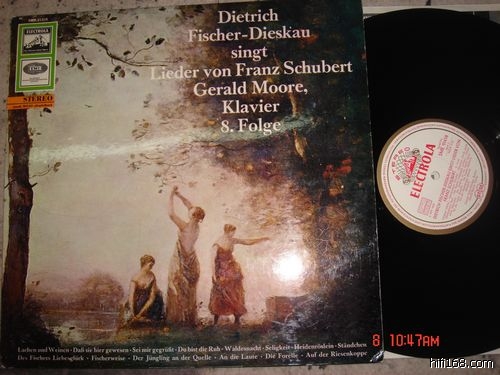 ELECTROLA
STEREO
Dietrich
Fischer-Dieskau
singt
Lieder von Franz Schubert
Gerald Moore,
Klavier
8. Folge
Lachen und Weinen · Daß sie hier gewesen · Sei mir gegrüßt · Du bist die Ruh · Waldesnacht · Seligkeit · Heidenröslein · Ständchen
Des Fischers Liebesglück · Fischerweise · Der Jüngling an der Quelle · An die Laute · Die Forelle · Auf der Riesenkoppe
ELECTROLA
8 10:47AM
hifi168.com